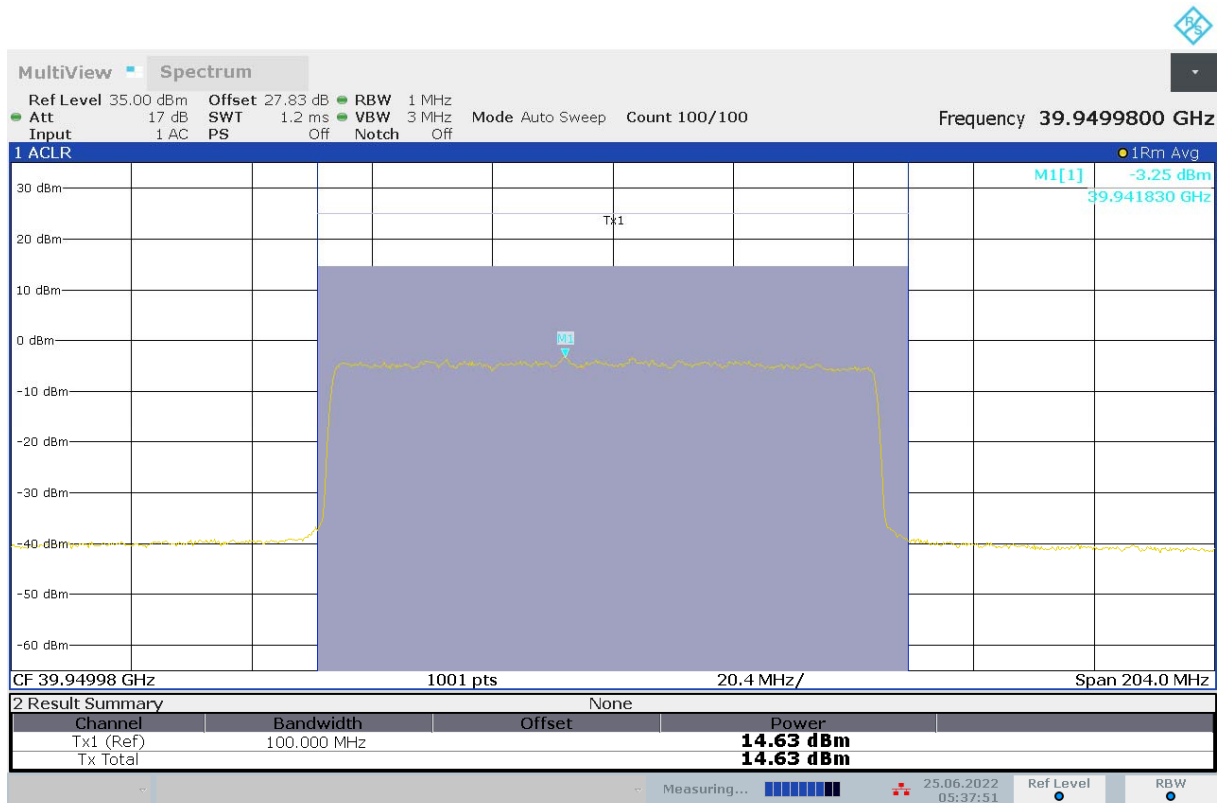 R&S
MultiView Spectrum
Ref Level 35.00 dBm Offset 27.83 dB RBW 1 MHz
Att 17 dB SWT 1.2 ms VBW 3 MHz Mode Auto Sweep Count 100/100 Frequency 39.9499800 GHz
Input 1 AC PS Off Notch Off
1 ACLR 1Rm Avg
M1[1] -3.25 dBm
39.941830 GHz
30 dBm
Tx1
20 dBm
10 dBm
0 dBm
M1
-10 dBm
-20 dBm
-30 dBm
-40 dBm
-50 dBm
-60 dBm
CF 39.94998 GHz 1001 pts 20.4 MHz/ Span 204.0 MHz
2 Result Summary None
Channel Bandwidth Offset Power
Tx1 (Ref) 100.000 MHz 14.63 dBm
Tx Total 14.63 dBm
Measuring... 25.06.2022 Ref Level RBW
05:37:51